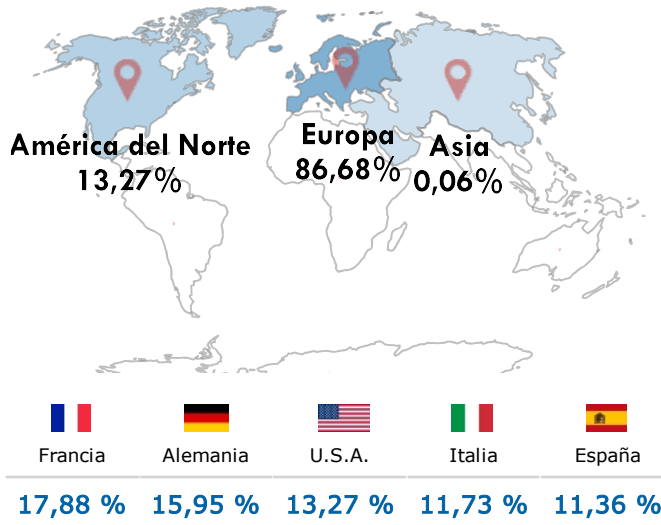 América del Norte
13,27%
Europa
86,68%
Asia
0,06%
Francia
Alemania
U.S.A.
Italia
España
17,88 %
15,95 %
13,27 %
11,73 %
11,36 %